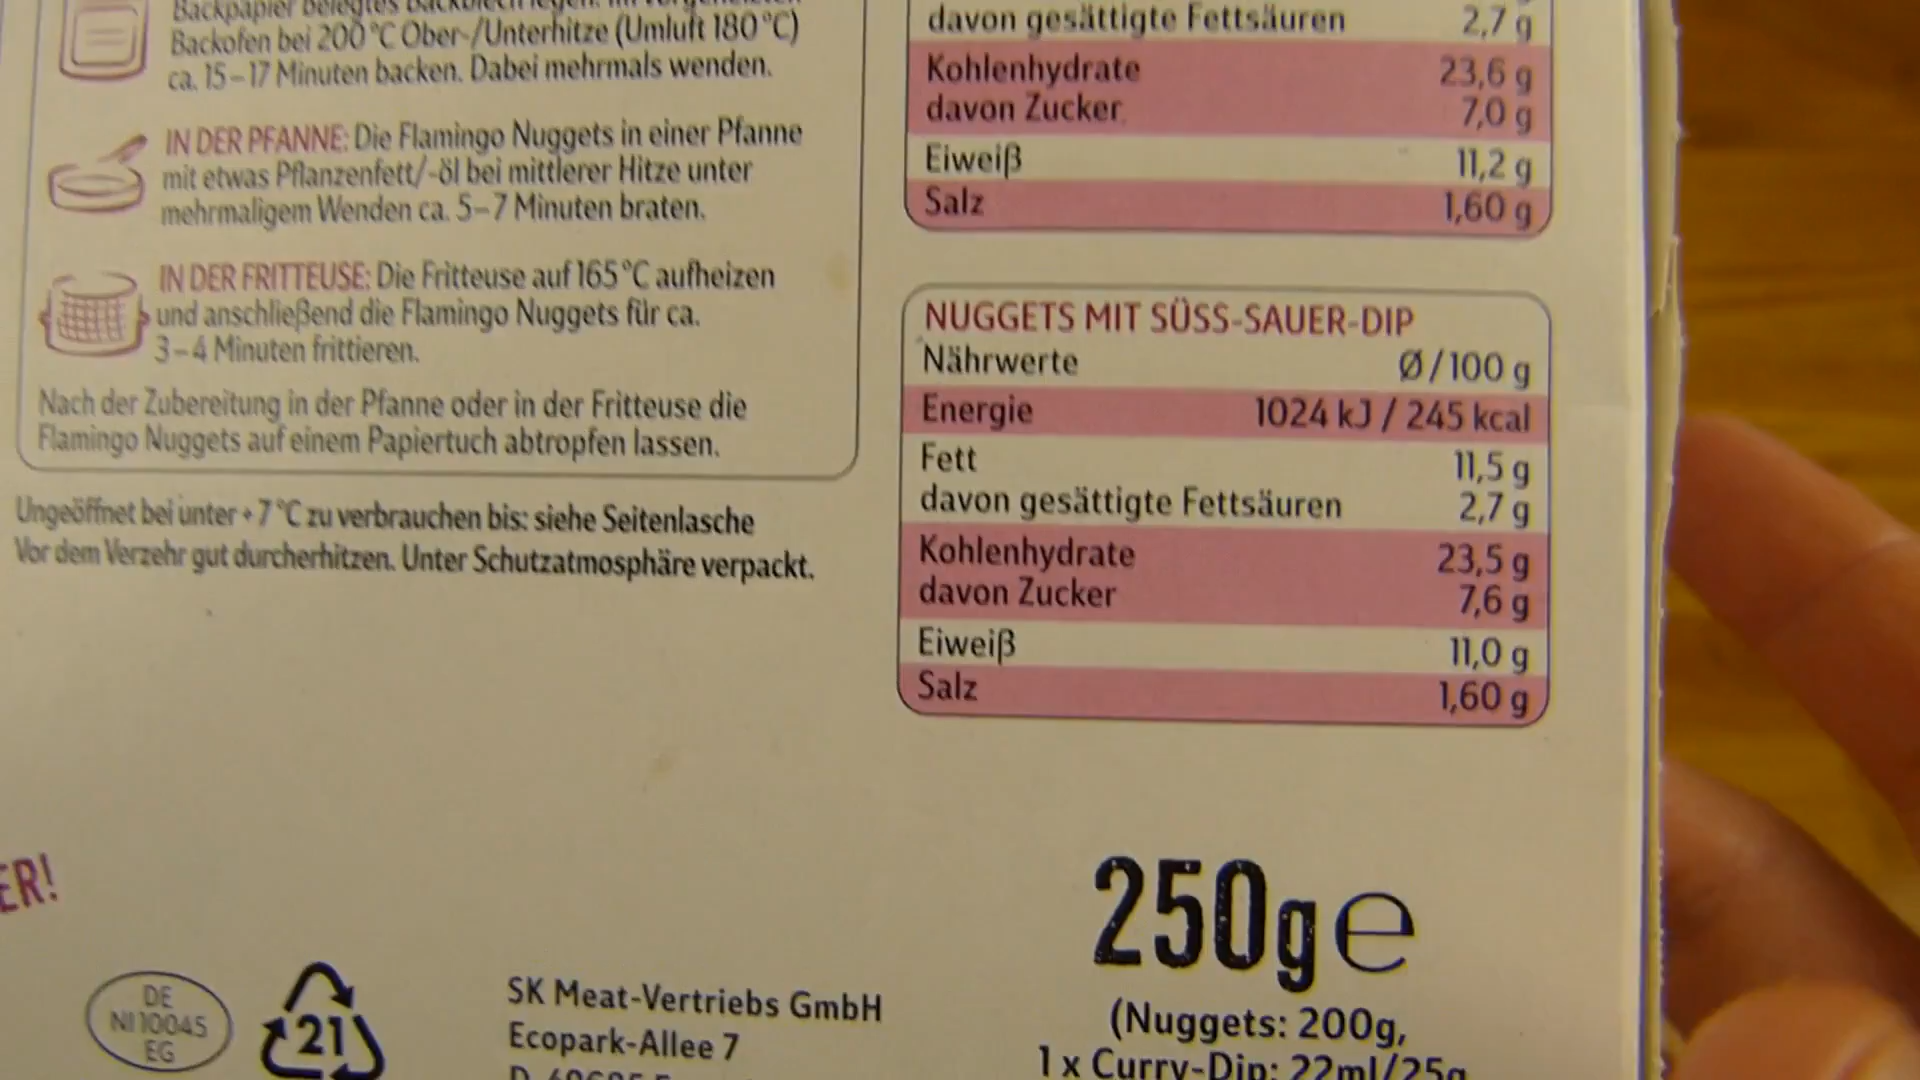 Backpapier belegtes
Backofen bei 200 °C Ober-/Unterhitze (Umluft 180 °C)
ca. 15–17 Minuten backen. Dabei mehrmals wenden.
IN DER PFANNE: Die Flamingo Nuggets in einer Pfanne
mit etwas Pflanzenfett/-öl bei mittlerer Hitze unter
mehrmaligem Wenden ca. 5–7 Minuten braten.
IN DER FRITTEUSE: Die Fritteuse auf 165 °C aufheizen
und anschließend die Flamingo Nuggets für ca.
3–4 Minuten frittieren.
Nach der Zubereitung in der Pfanne oder in der Fritteuse die
Flamingo Nuggets auf einem Papiertuch abtropfen lassen.
Ungeöffnet bei unter +7 °C zu verbrauchen bis: siehe Seitenlasche
Vor dem Verzehr gut durcherhitzen. Unter Schutzatmosphäre verpackt.
davon gesättigte Fettsäuren 2,7 g
Kohlenhydrate 23,6 g
davon Zucker 7,0 g
Eiweiß 11,2 g
Salz 1,60 g
NUGGETS MIT SÜSS-SAUER-DIP
Nährwerte Ø/100 g
Energie 1024 kJ / 245 kcal
Fett 11,5 g
davon gesättigte Fettsäuren 2,7 g
Kohlenhydrate 23,5 g
davon Zucker 7,6 g
Eiweiß 11,0 g
Salz 1,60 g
ER!
DE
NI 10045
EG
21
SK Meat-Vertriebs GmbH
Ecopark-Allee 7
250g e
(Nuggets: 200g,
1 x Curry-Dip: 22ml/25g